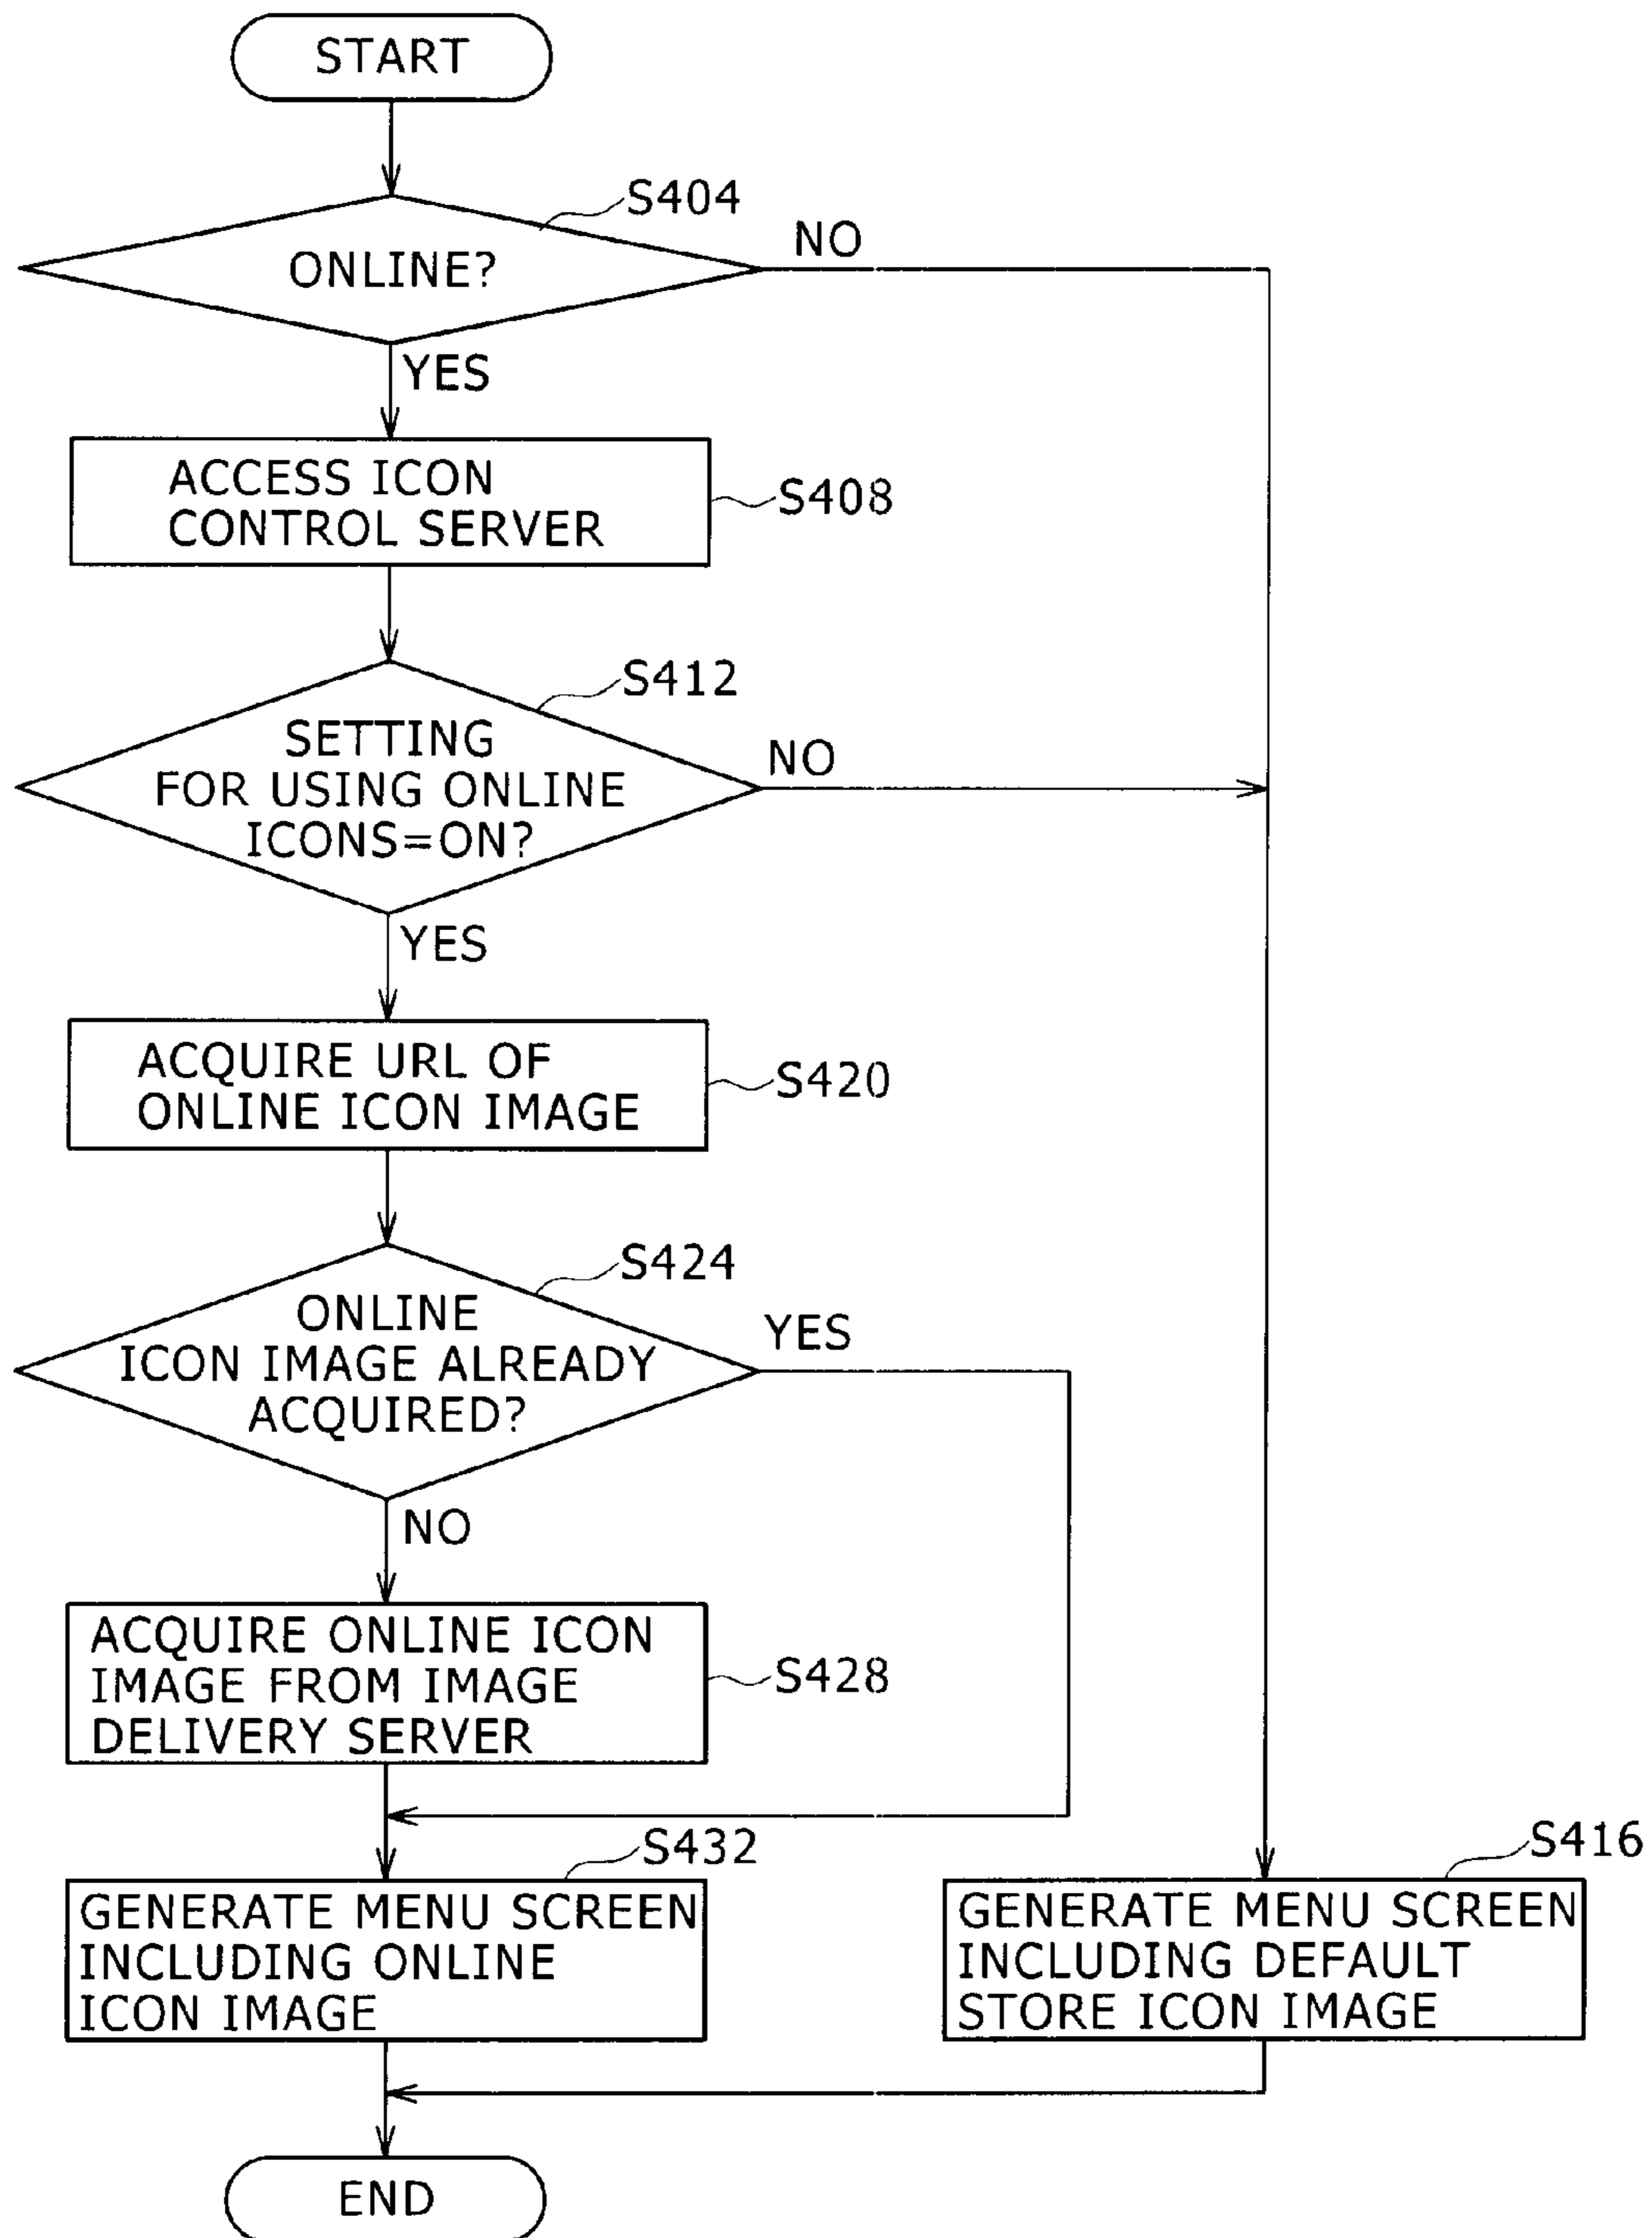 START
S404
ONLINE?
NO
YES
ACCESS ICON
CONTROL SERVER
S408
S412
SETTING
FOR USING ONLINE
ICONS=ON?
NO
YES
ACQUIRE URL OF
ONLINE ICON IMAGE
S420
S424
ONLINE
ICON IMAGE ALREADY
ACQUIRED?
YES
NO
ACQUIRE ONLINE ICON
IMAGE FROM IMAGE
DELIVERY SERVER
S428
S432
GENERATE MENU SCREEN
INCLUDING ONLINE
ICON IMAGE
S416
GENERATE MENU SCREEN
INCLUDING DEFAULT
STORE ICON IMAGE
END